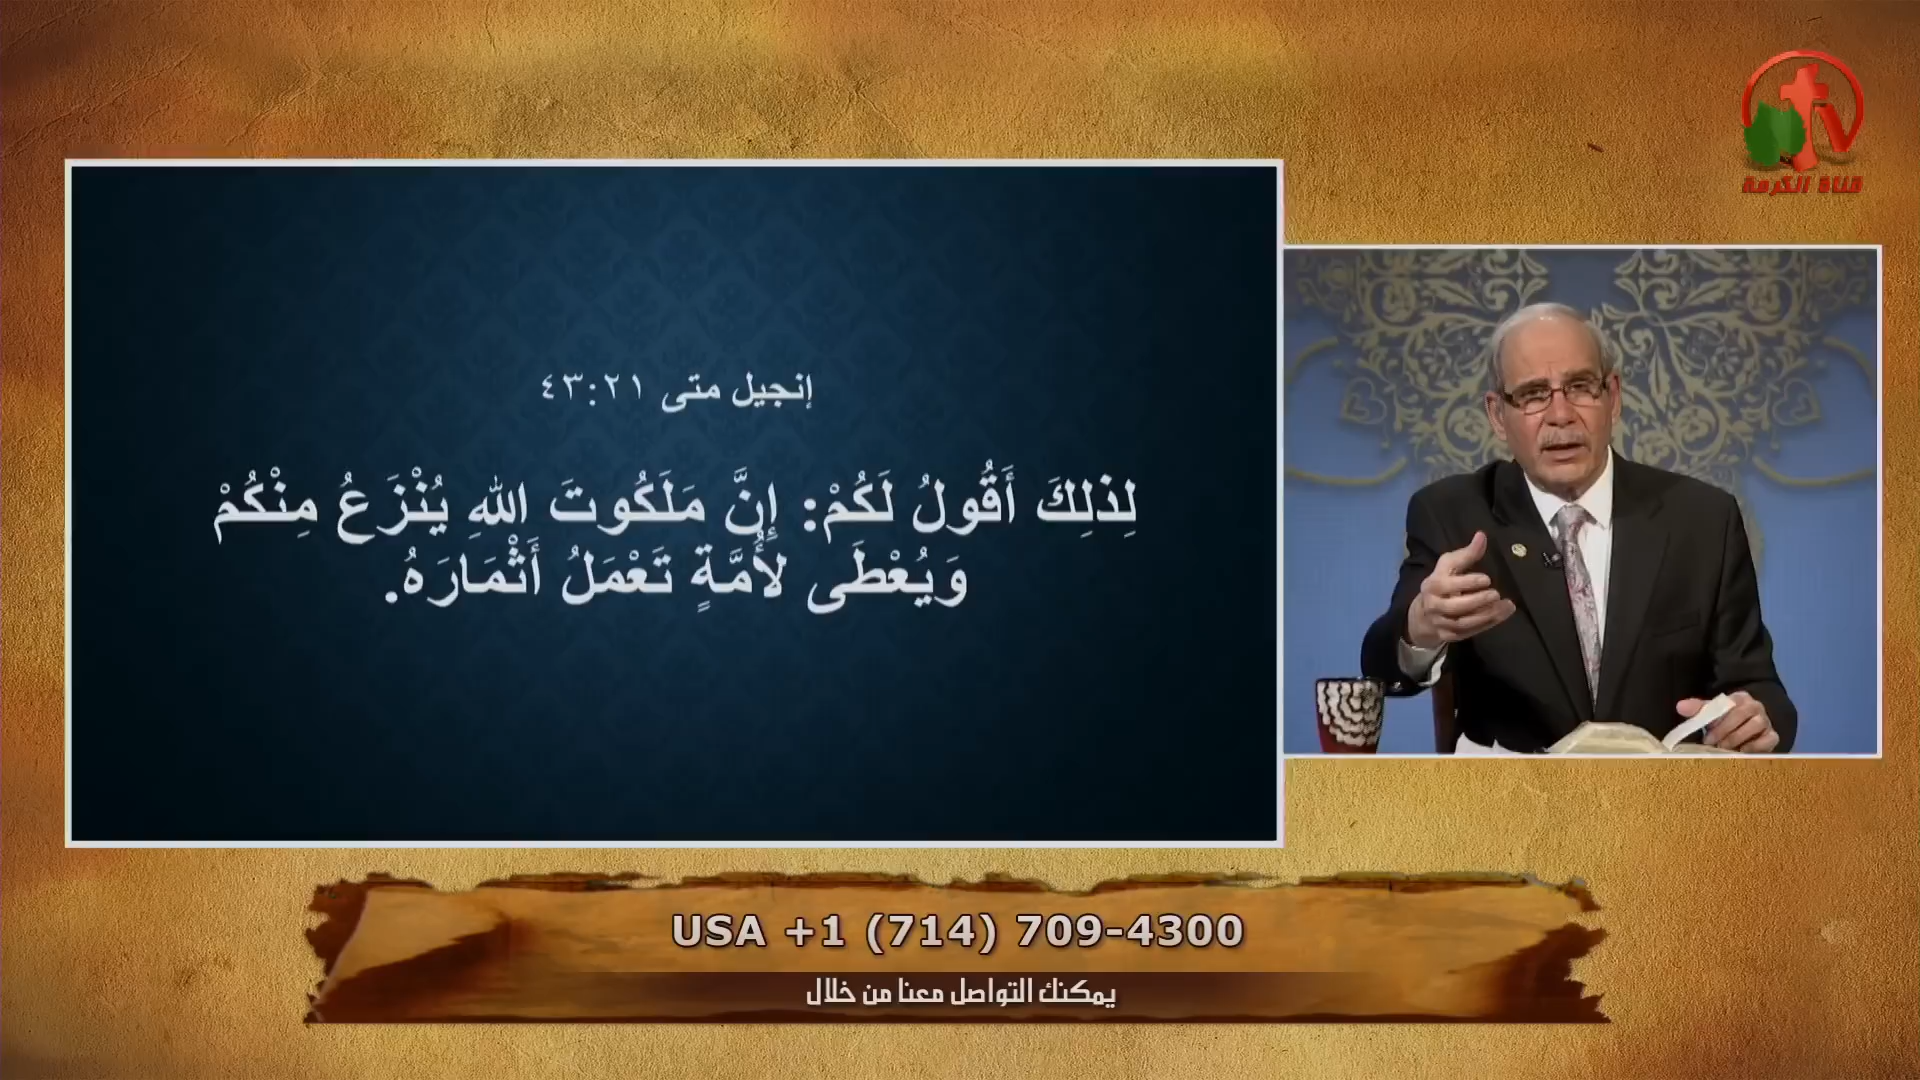 قناة الكرمة
إنجيل متى ٤٣:٢١
لِذلِكَ أَقُولُ لَكُمْ: إِنَّ مَلَكُوتَ اللهِ يُنْزَعُ مِنْكُمْ
وَيُعْطَى لأُمَّةٍ تَعْمَلُ أَثْمَارَهُ.
USA +1 (714) 709-4300
يمكنك التواصل معنا من خلال